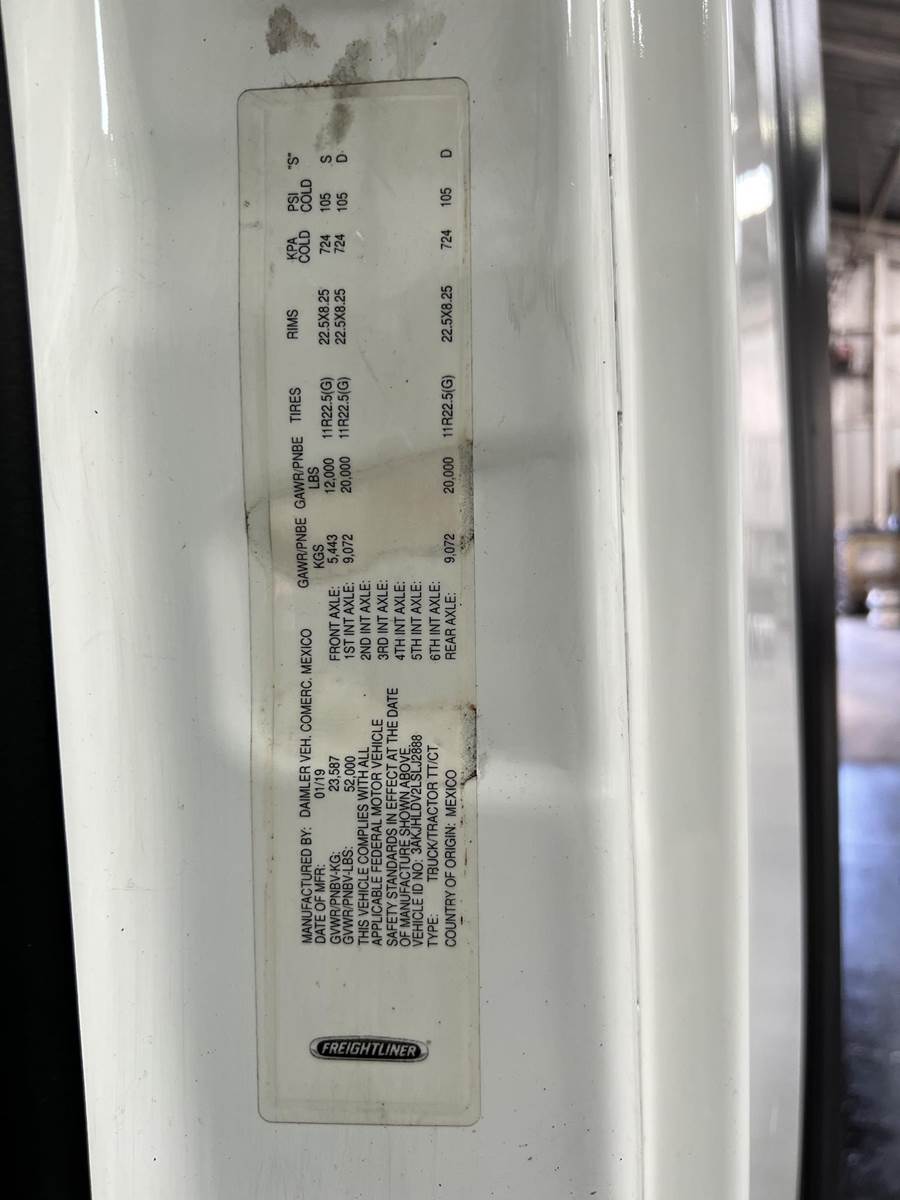 FREIGHTLINER
MANUFACTURED BY: DAIMLER VEH. COMERC. MEXICO
DATE OF MFR: 01/19
GVWR/PNBV-KG: 23,587
GVWR/PNBV-LBS: 52,000
THIS VEHICLE COMPLIES WITH ALL
APPLICABLE FEDERAL MOTOR VEHICLE
SAFETY STANDARDS IN EFFECT AT THE DATE
OF MANUFACTURE SHOWN ABOVE.
VEHICLE ID NO: 3AKJHLDV2LSLJ2888
TYPE: TRUCK/TRACTOR TT/CT
COUNTRY OF ORIGIN: MEXICO
GAWR/PNBE GAWR/PNBE TIRES RIMS KPA PSI "S"
KGS LBS COLD COLD
FRONT AXLE: 5,443 12,000 11R22.5(G) 22.5X8.25 724 105 S
1ST INT AXLE: 9,072 20,000 11R22.5(G) 22.5X8.25 724 105 D
2ND INT AXLE:
3RD INT AXLE:
4TH INT AXLE:
5TH INT AXLE:
6TH INT AXLE:
REAR AXLE: 9,072 20,000 11R22.5(G) 22.5X8.25 724 105 D